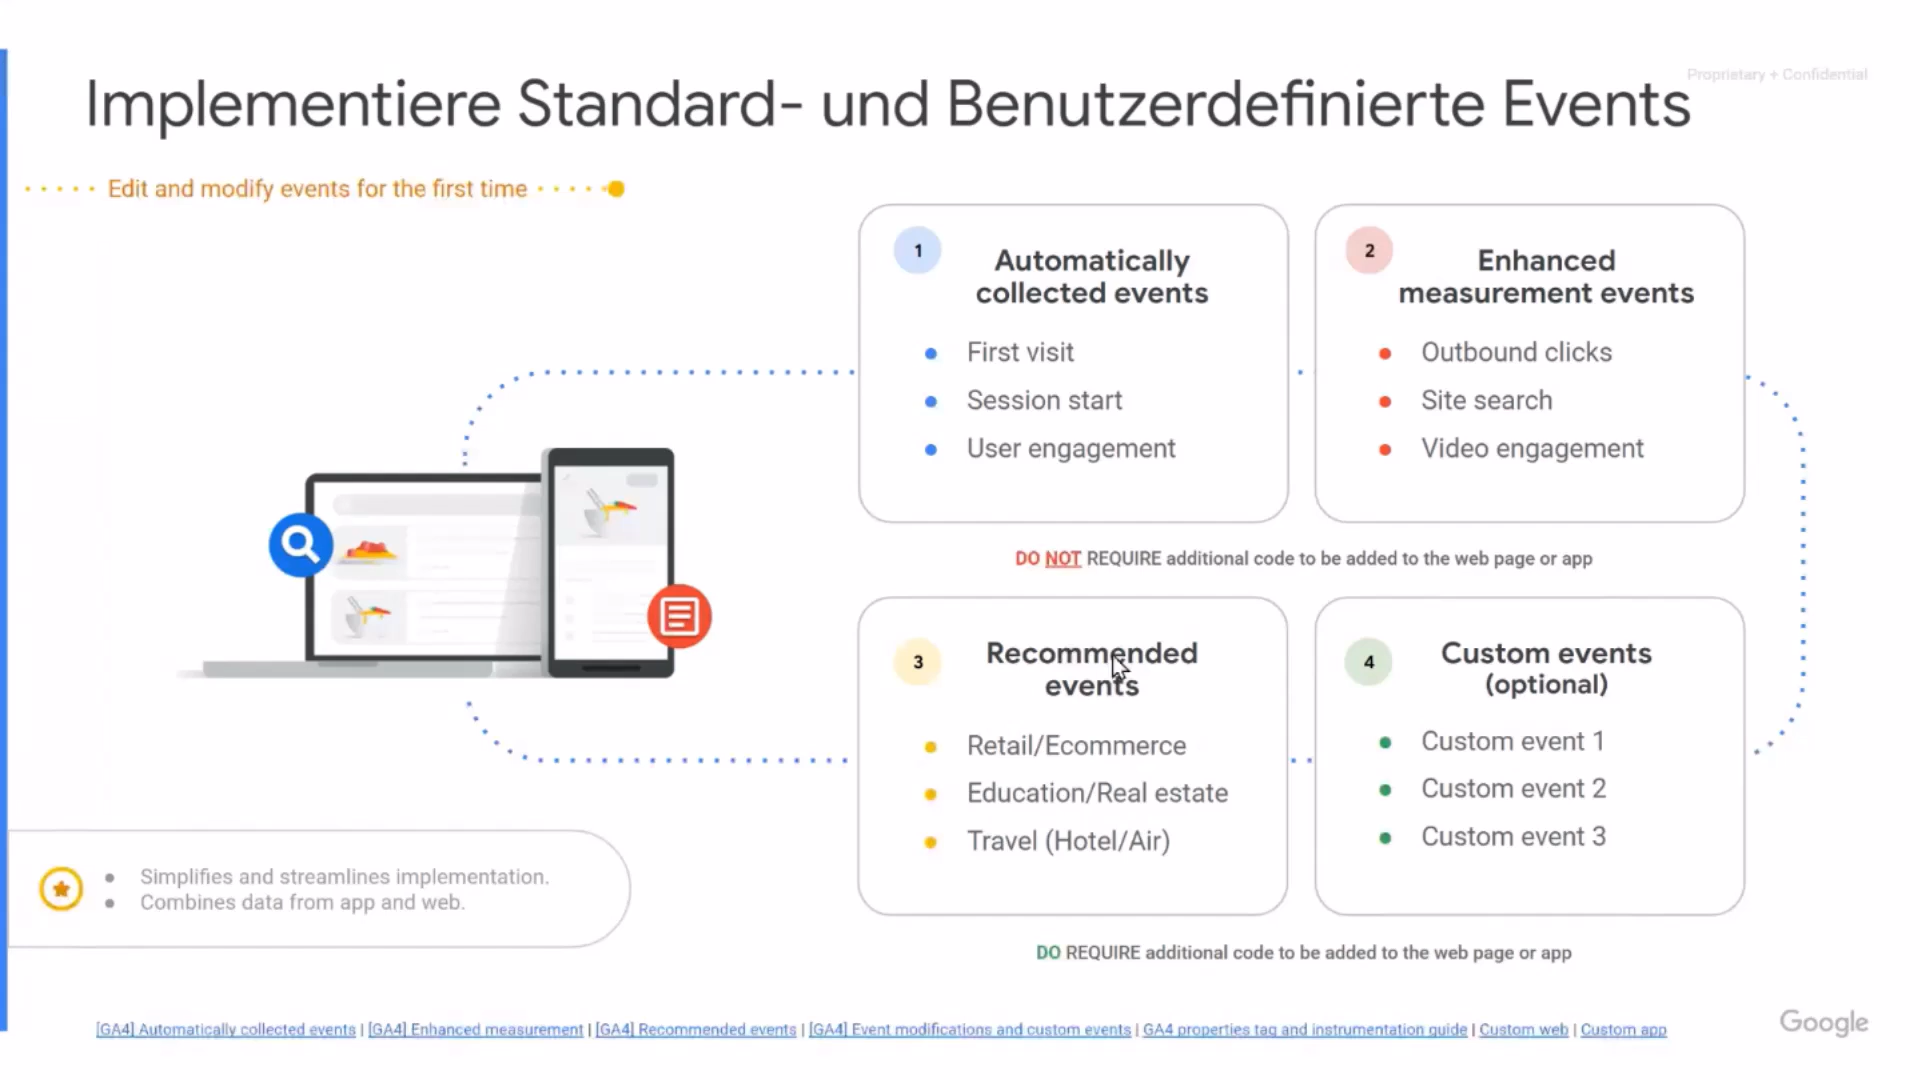 Proprietary + Confidential
Implementiere Standard- und Benutzerdefinierte Events
Edit and modify events for the first time
1
Automatically
collected events
First visit
Session start
User engagement
2
Enhanced
measurement events
Outbound clicks
Site search
Video engagement
DO NOT REQUIRE additional code to be added to the web page or app
3
Recommended
events
Retail/Ecommerce
Education/Real estate
Travel (Hotel/Air)
4
Custom events
(optional)
Custom event 1
Custom event 2
Custom event 3
DO REQUIRE additional code to be added to the web page or app
Simplifies and streamlines implementation.
Combines data from app and web.
[GA4] Automatically collected events | [GA4] Enhanced measurement | [GA4] Recommended events | [GA4] Event modifications and custom events | GA4 properties tag and instrumentation guide | Custom web | Custom app
Google